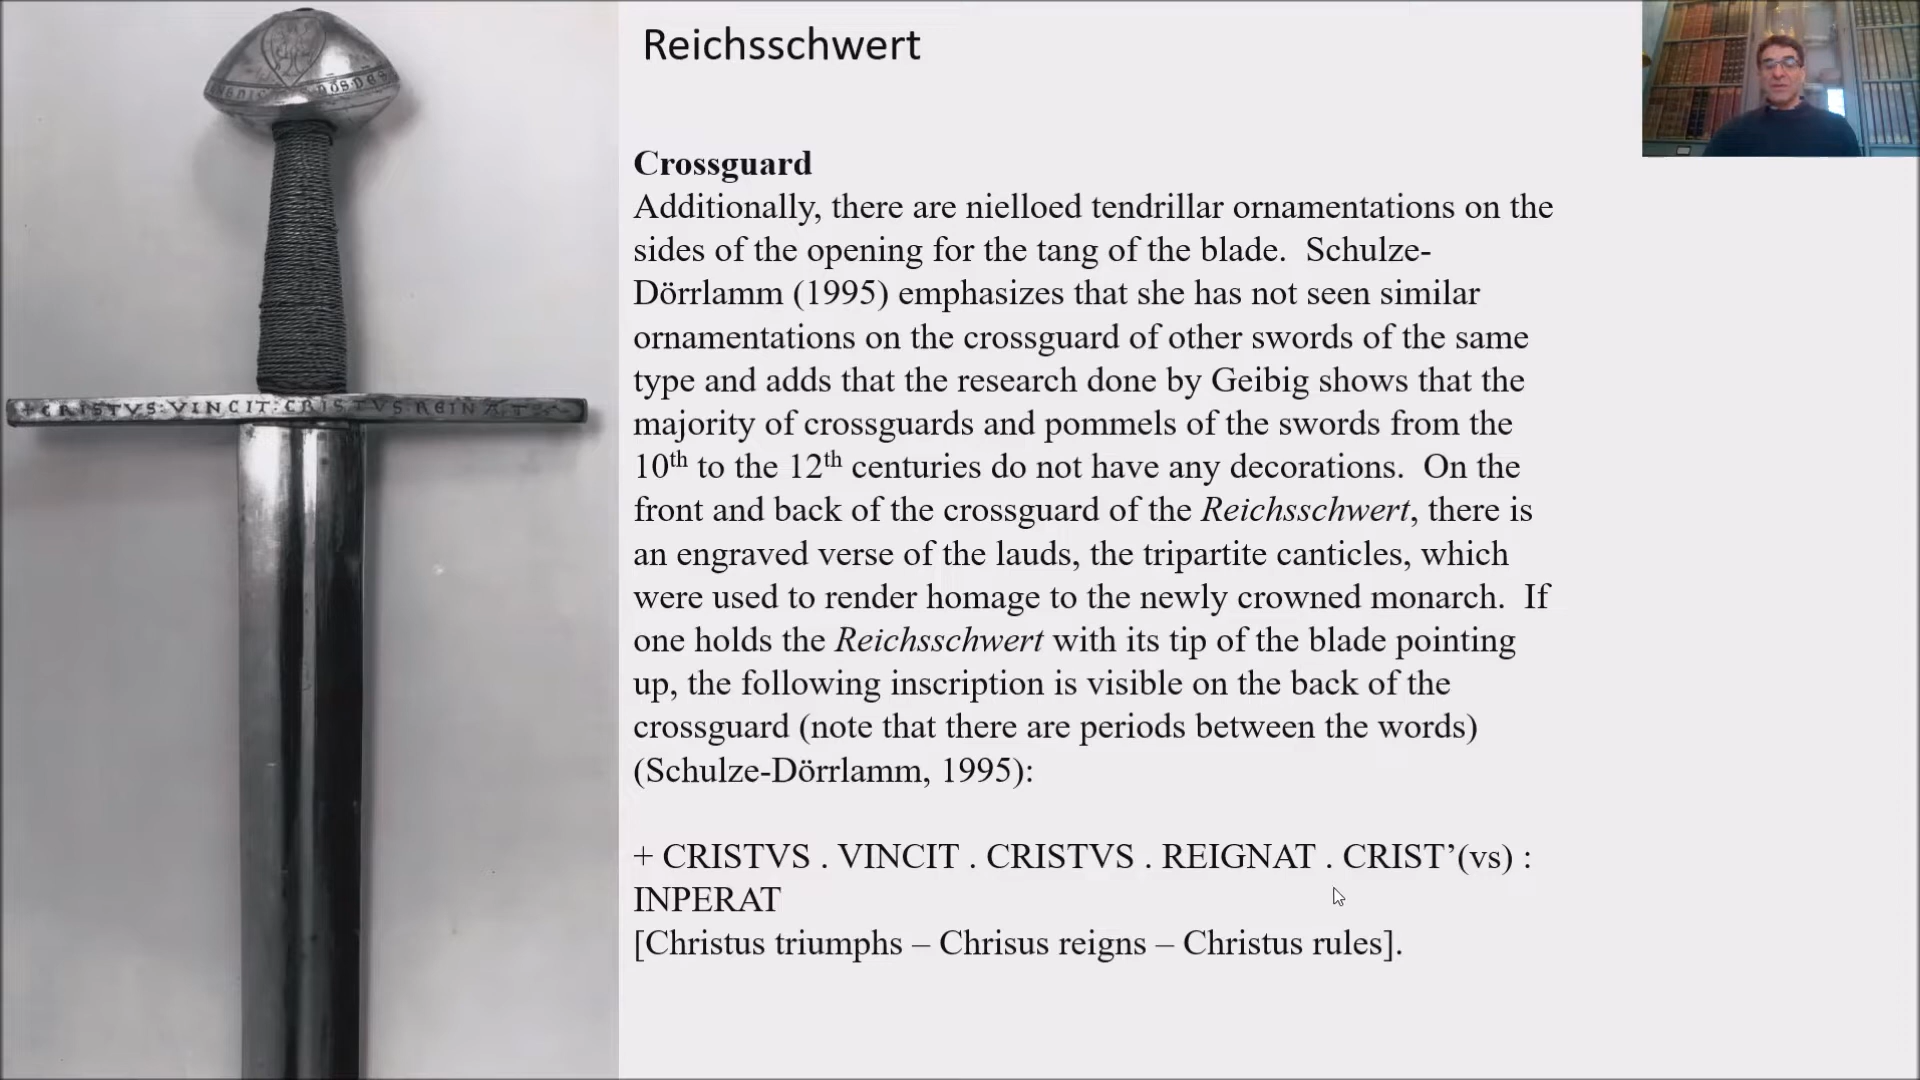 Reichsschwert
Crossguard
Additionally, there are nielloed tendrillar ornamentations on the
sides of the opening for the tang of the blade.  Schulze-
Dörrlamm (1995) emphasizes that she has not seen similar
ornamentations on the crossguard of other swords of the same
type and adds that the research done by Geibig shows that the
majority of crossguards and pommels of the swords from the
10th to the 12th centuries do not have any decorations.  On the
front and back of the crossguard of the Reichsschwert, there is
an engraved verse of the lauds, the tripartite canticles, which
were used to render homage to the newly crowned monarch.  If
one holds the Reichsschwert with its tip of the blade pointing
up, the following inscription is visible on the back of the
crossguard (note that there are periods between the words)
(Schulze-Dörrlamm, 1995):
+ CRISTVS . VINCIT . CRISTVS . REIGNAT . CRIST’(vs) :
INPERAT
[Christus triumphs – Chrisus reigns – Christus rules].
+CRISTVS:VINCIT:CRISTVS:REINAT